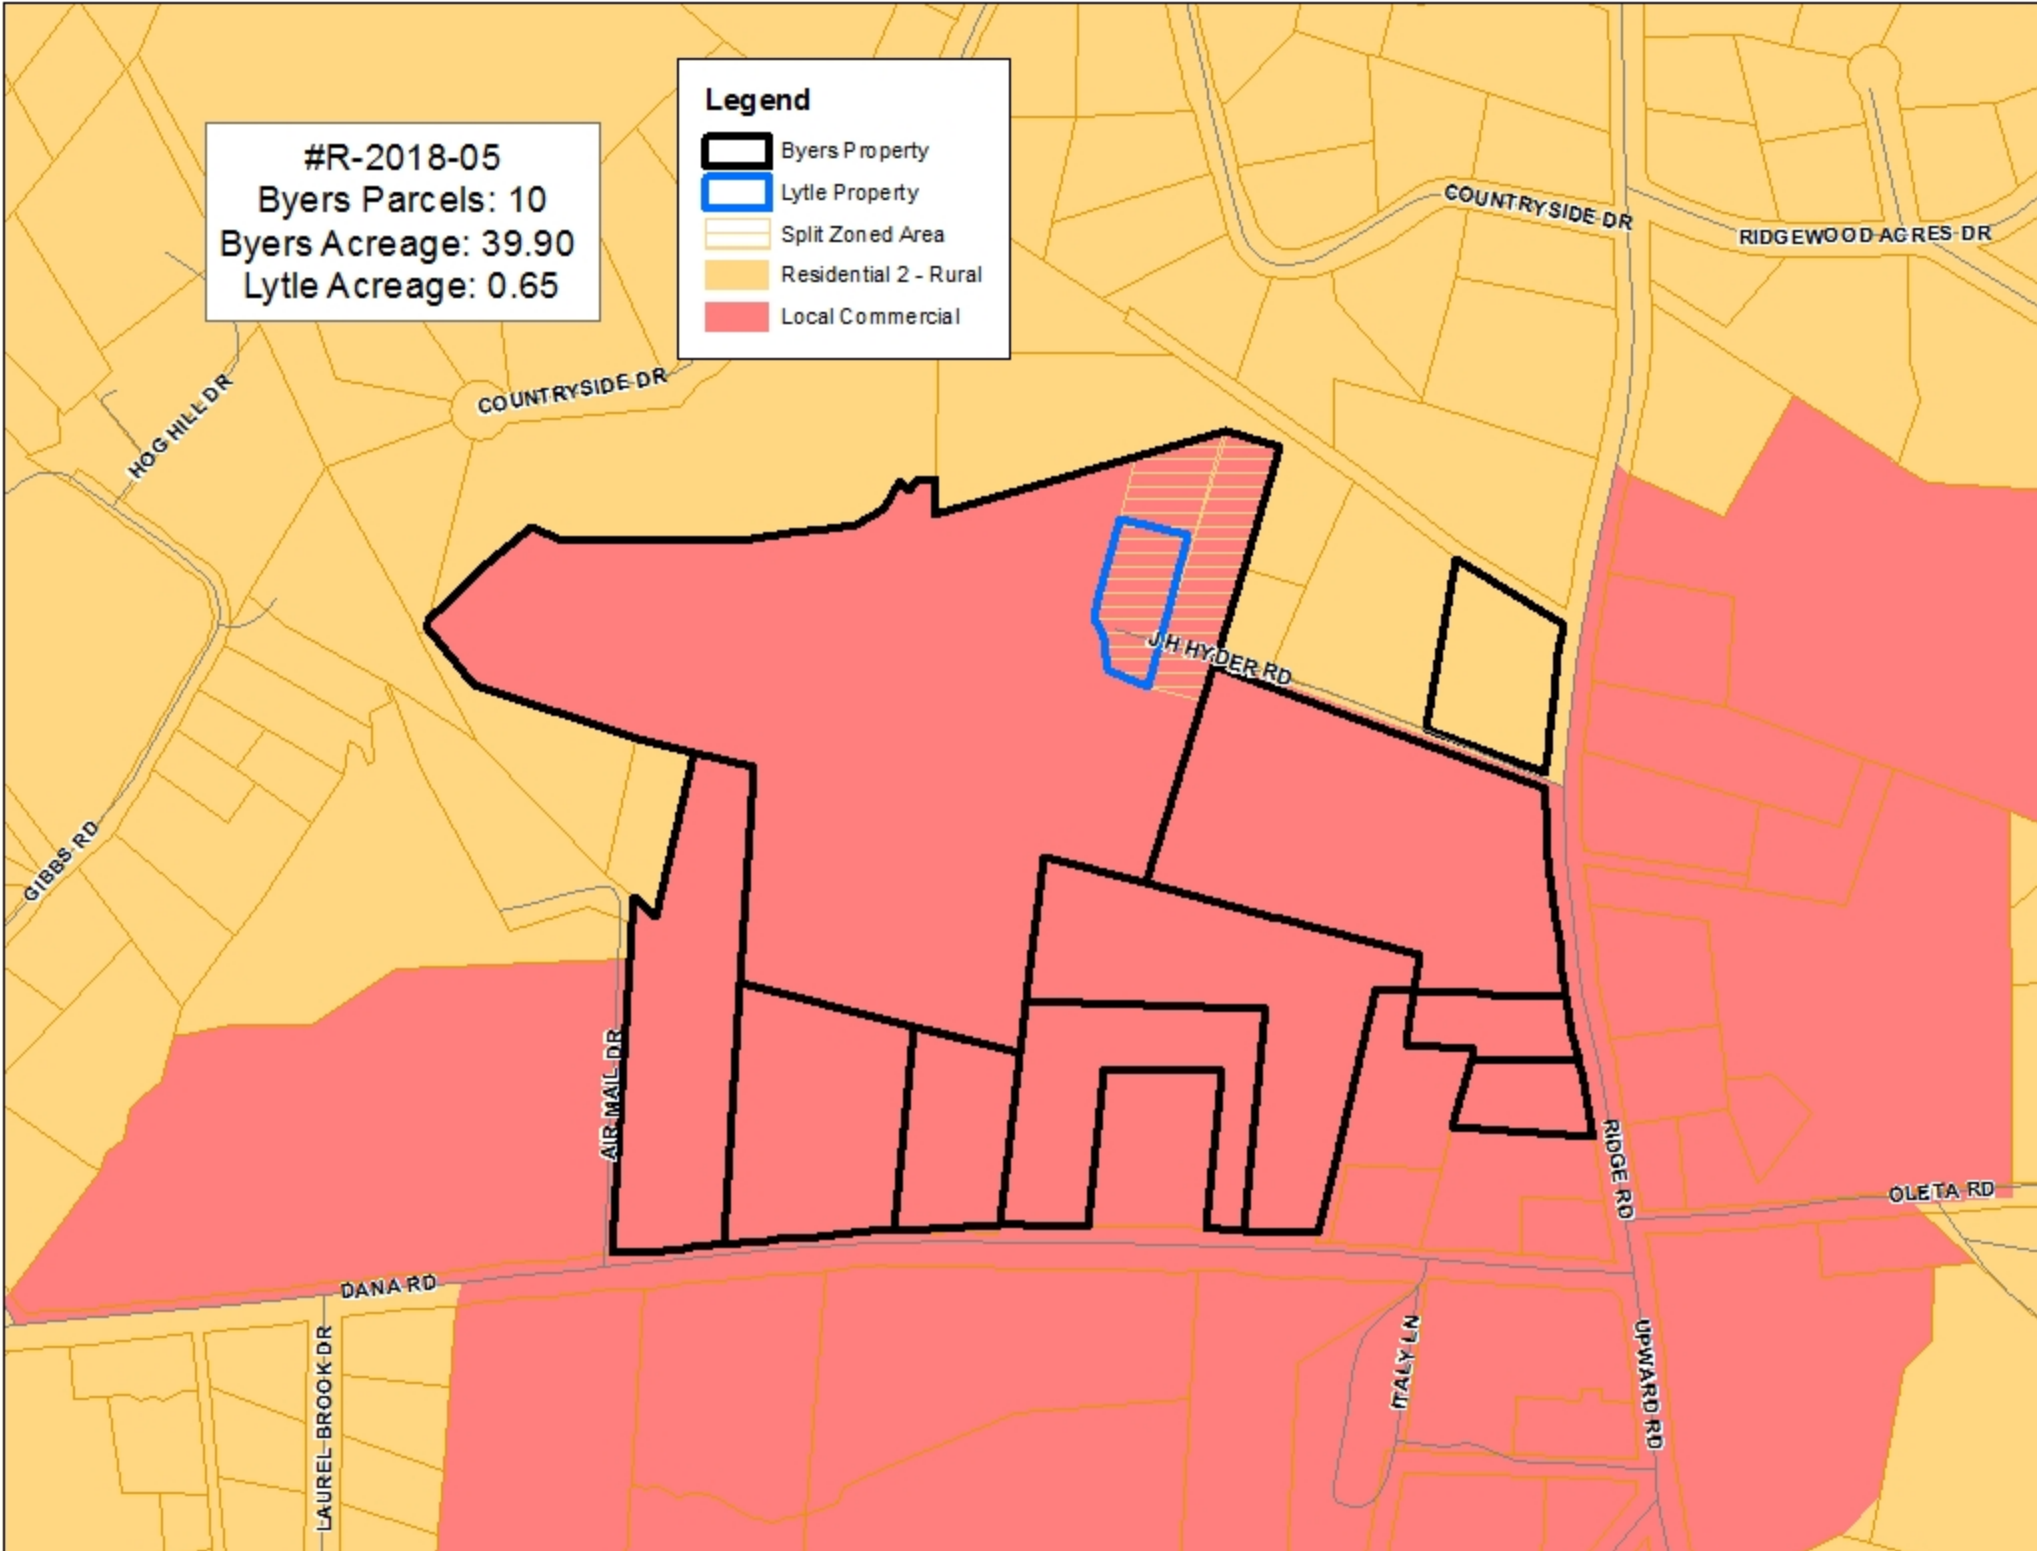 #R-2018-05
Byers Parcels: 10
Byers Acreage: 39.90
Lytle Acreage: 0.65
Legend
Byers Property
Lytle Property
Split Zoned Area
Residential 2 - Rural
Local Commercial
COUNTRYSIDE DR
RIDGEWOOD ACRES DR
COUNTRYSIDE DR
HOG HILL DR
J H HYDER RD
GIBBS RD
AIR MAIL DR
RIDGE RD
OLETA RD
DANA RD
LAUREL BROOK DR
ITALY LN
UPWARD RD